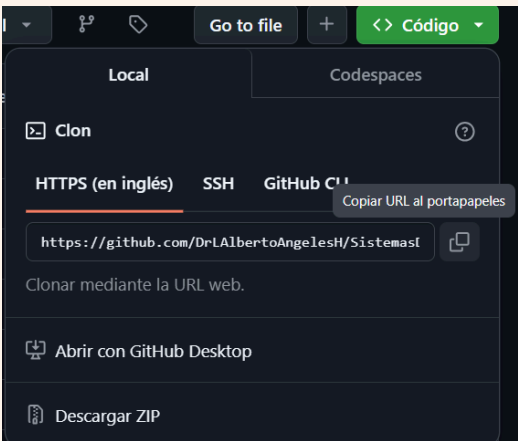 Go to file
Código
Local Codespaces
Clon
HTTPS (en inglés) SSH GitHub CLI
Copiar URL al portapapeles
https://github.com/DrLAlbertoAngelesH/Sistemas
Clonar mediante la URL web.
Abrir con GitHub Desktop
Descargar ZIP